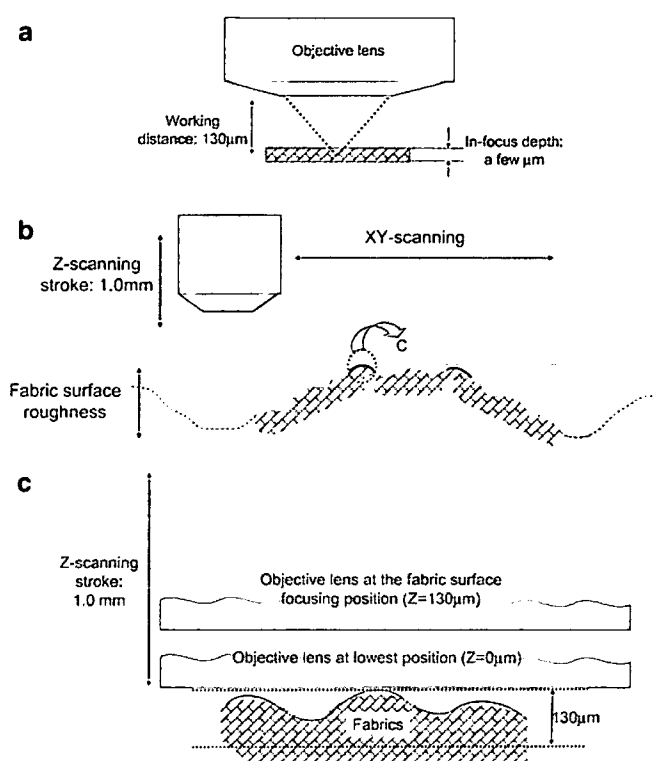 a
Objective lens
Working
distance: 130µm
In-focus depth:
a few µm
b
XY-scanning
Z-scanning
stroke: 1.0mm
C
Fabric surface
roughness
c
Z-scanning
stroke:
1.0 mm
Objective lens at the fabric surface
focusing position (Z=130µm)
Objective lens at lowest position (Z=0µm)
130µm
Fabrics